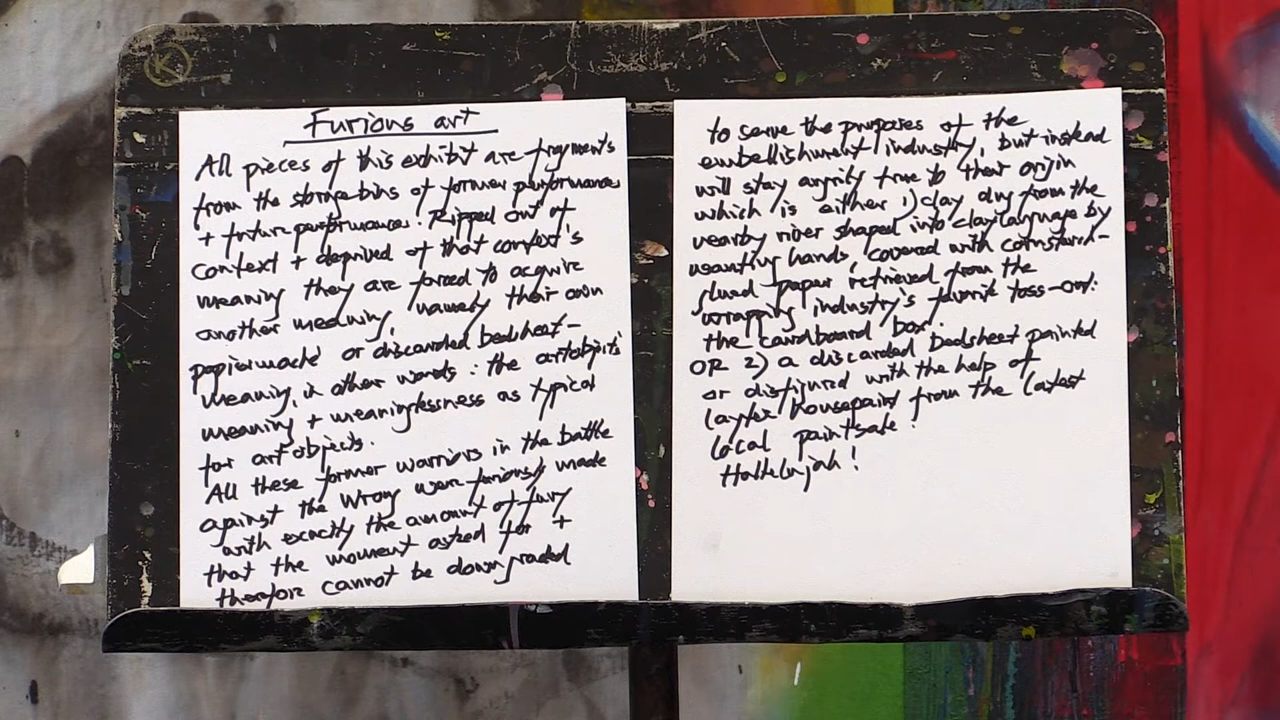 Furious art
All pieces of this exhibit are fragments
from the storage bins of former performances
+ future performances! Ripped out of
context + deprived of that context's
meaning they are forced to acquire
another meaning, namely their own
papiermaché or discarded bedsheet-
meaning, in other words: the artobjects'
meaning + meaninglessness as typical
for art objects.
All these former warriors in the battle
against the Wrong were furiously made
with exactly the amount of fury
that the moment asked for +
therefore cannot be downgraded
to serve the purposes of the
embellishment industry, but instead
will stay angrily true to their origin
which is either 1) clay dug from the
nearby river shaped into claylanguage by
wanting hands, covered with cornstarch-
glued paper retrieved from the
wrapping industry's favorite toss-out:
the cardboard box.
OR 2) a discarded bedsheet painted
or disfigured with the help of
laytex housepaint from the latest
local paintsale!
Hallelujah!
K